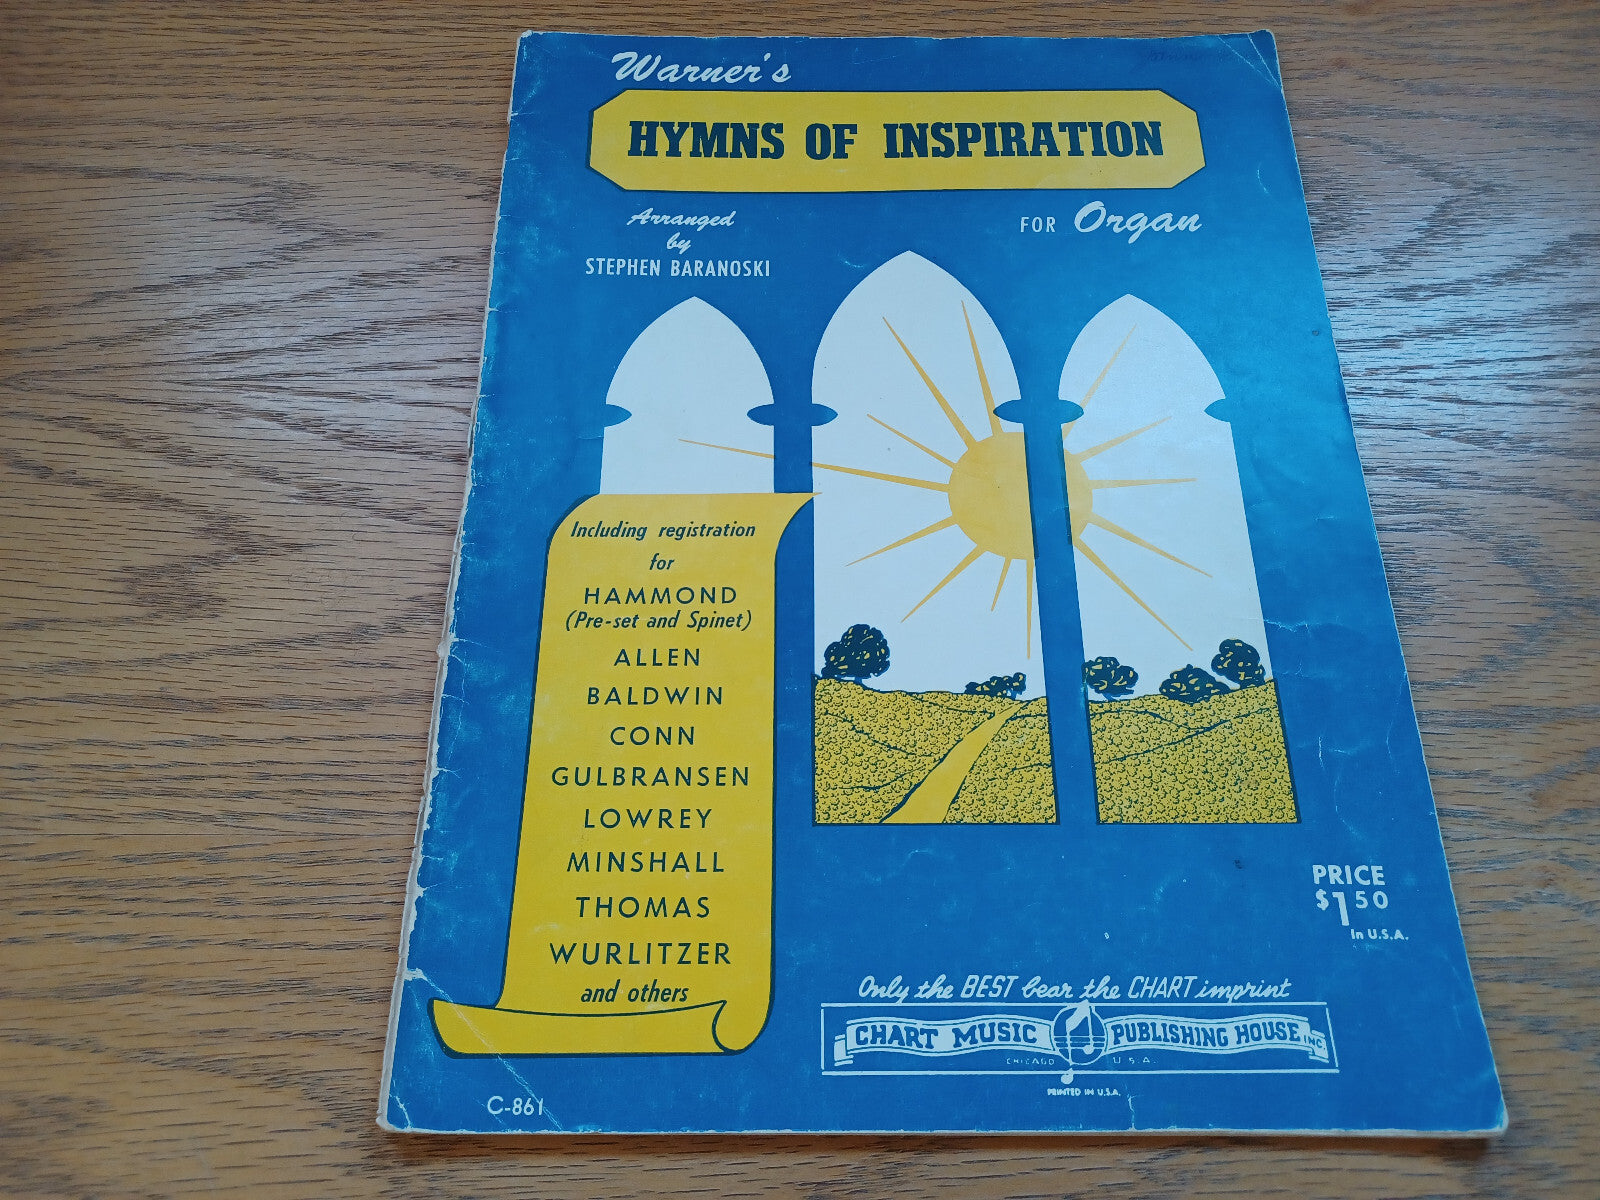 Warner's
HYMNS OF INSPIRATION
Arranged
by
STEPHEN BARANOSKI
FOR Organ
Including registration
for
HAMMOND
(Pre-set and Spinet)
ALLEN
BALDWIN
CONN
GULBRANSEN
LOWREY
MINSHALL
THOMAS
WURLITZER
and others
PRICE
$1.50
In U.S.A.
Only the BEST bear the CHART imprint
CHART MUSIC PUBLISHING HOUSE INC.
CHICAGO U.S.A.
PRINTED IN U.S.A.
C-861